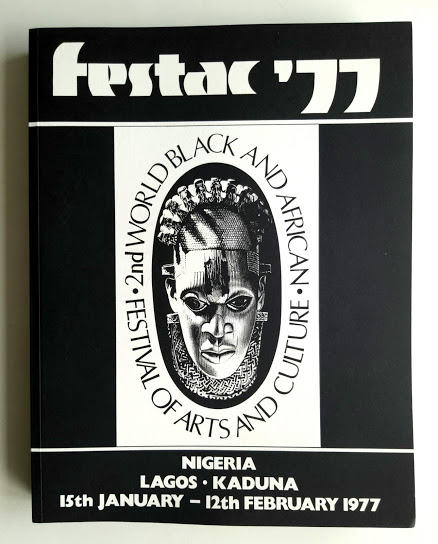 festac '77
2nd WORLD BLACK AND AFRICAN •
FESTIVAL OF ARTS AND CULTURE •
NIGERIA
LAGOS • KADUNA
15th JANUARY – 12th FEBRUARY 1977